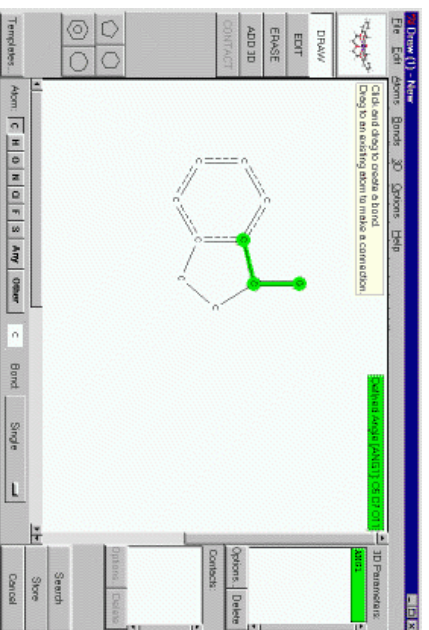 Draw (1) - New
File Edit Atoms Bonds 3D Options Help
Click and drag to create a bond.
Drag to an existing atom to make a connection.
DRAW
EDIT
ERASE
ADD 3D
CONTACT
Templates...
Defined Angle [ANG1]: C5 C7 C11
3D Parameters:
ANG1
Options... Delete
Contacts:
Options... Delete
Atom: C H O N Q F S Any Other C Bond: Single
Search
Store
Cancel